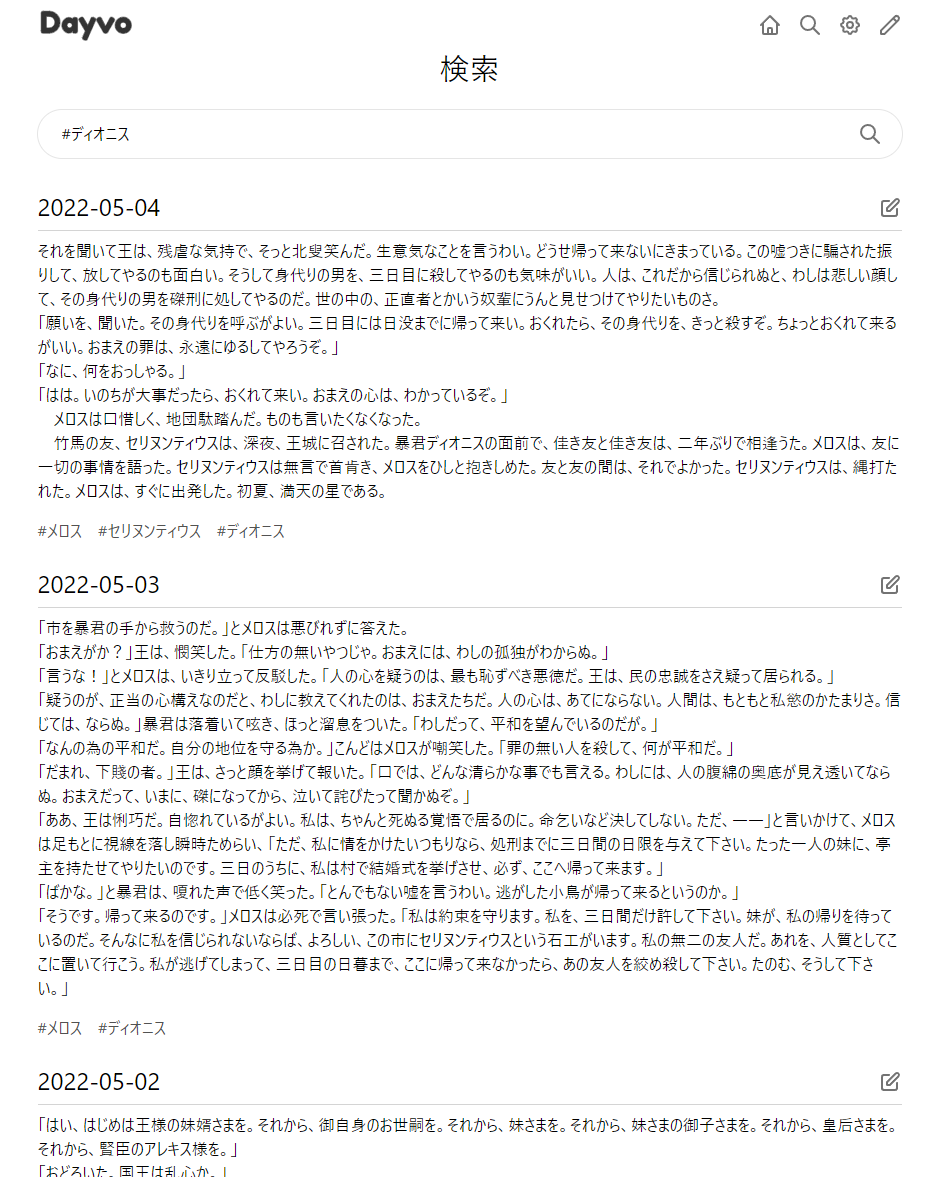 Dayvo
検索
#ディオニス
2022-05-04
それを聞いて王は、残虐な気持で、そっと北叟笑んだ。生意気なことを言うわい。どうせ帰って来ないにきまっている。この嘘つきに騙された振
りして、放してやるのも面白い。そうして身代りの男を、三日目に殺してやるのも気味がいい。人は、これだから信じられぬと、わしは悲しい顔し
て、その身代りの男を磔刑に処してやるのだ。世の中の、正直者とかいう奴輩にうんと見せつけてやりたいものさ。
「願いを、聞いた。その身代りを呼ぶがよい。三日目には日没までに帰って来い。おくれたら、その身代りを、きっと殺すぞ。ちょっとおくれて来る
がいい。おまえの罪は、永遠にゆるしてやろうぞ。」
「なに、何をおっしゃる。」
「はは。いのちが大事だったら、おくれて来い。おまえの心は、わかっているぞ。」
　メロスは口惜しく、地団駄踏んだ。ものも言いたくなくなった。
　竹馬の友、セリヌンティウスは、深夜、王城に召された。暴君ディオニスの面前で、佳き友と佳き友は、二年ぶりで相逢うた。メロスは、友に
一切の事情を語った。セリヌンティウスは無言で首肯き、メロスをひしと抱きしめた。友と友の間は、それでよかった。セリヌンティウスは、縄打た
れた。メロスは、すぐに出発した。初夏、満天の星である。
#メロス　#セリヌンティウス　#ディオニス
2022-05-03
「市を暴君の手から救うのだ。」とメロスは悪びれずに答えた。
「おまえがか？」王は、憫笑した。「仕方の無いやつじゃ。おまえには、わしの孤独がわからぬ。」
「言うな！」とメロスは、いきり立って反駁した。「人の心を疑うのは、最も恥ずべき悪徳だ。王は、民の忠誠をさえ疑って居られる。」
「疑うのが、正当の心構えなのだと、わしに教えてくれたのは、おまえたちだ。人の心は、あてにならない。人間は、もともと私慾のかたまりさ。信
じては、ならぬ。」暴君は落着いて呟き、ほっと溜息をついた。「わしだって、平和を望んでいるのだが。」
「なんの為の平和だ。自分の地位を守る為か。」こんどはメロスが嘲笑した。「罪の無い人を殺して、何が平和だ。」
「だまれ、下賤の者。」王は、さっと顔を挙げて報いた。「口では、どんな清らかな事でも言える。わしには、人の腹綿の奥底が見え透いてなら
ぬ。おまえだって、いまに、磔になってから、泣いて詫びたって聞かぬぞ。」
「ああ、王は悧巧だ。自惚れているがよい。私は、ちゃんと死ぬる覚悟で居るのに。命乞いなど決してしない。ただ、――」と言いかけて、メロス
は足もとに視線を落し瞬時ためらい、「ただ、私に情をかけたいつもりなら、処刑までに三日間の日限を与えて下さい。たった一人の妹に、亭
主を持たせてやりたいのです。三日のうちに、私は村で結婚式を挙げさせ、必ず、ここへ帰って来ます。」
「ばかな。」と暴君は、嗄れた声で低く笑った。「とんでもない嘘を言うわい。逃がした小鳥が帰って来るというのか。」
「そうです。帰って来るのです。」メロスは必死で言い張った。「私は約束を守ります。私を、三日間だけ許して下さい。妹が、私の帰りを待って
いるのだ。そんなに私を信じられないならば、よろしい、この市にセリヌンティウスという石工がいます。私の無二の友人だ。あれを、人質としてこ
こに置いて行こう。私が逃げてしまって、三日目の日暮まで、ここに帰って来なかったら、あの友人を絞め殺して下さい。たのむ、そうして下さ
い。」
#メロス　#ディオニス
2022-05-02
「はい、はじめは王様の妹婿さまを。それから、御自身のお世嗣を。それから、妹さまを。それから、妹さまの御子さまを。それから、皇后さまを。
それから、賢臣のアレキス様を。」
「おどろいた。国王は乱心か。」